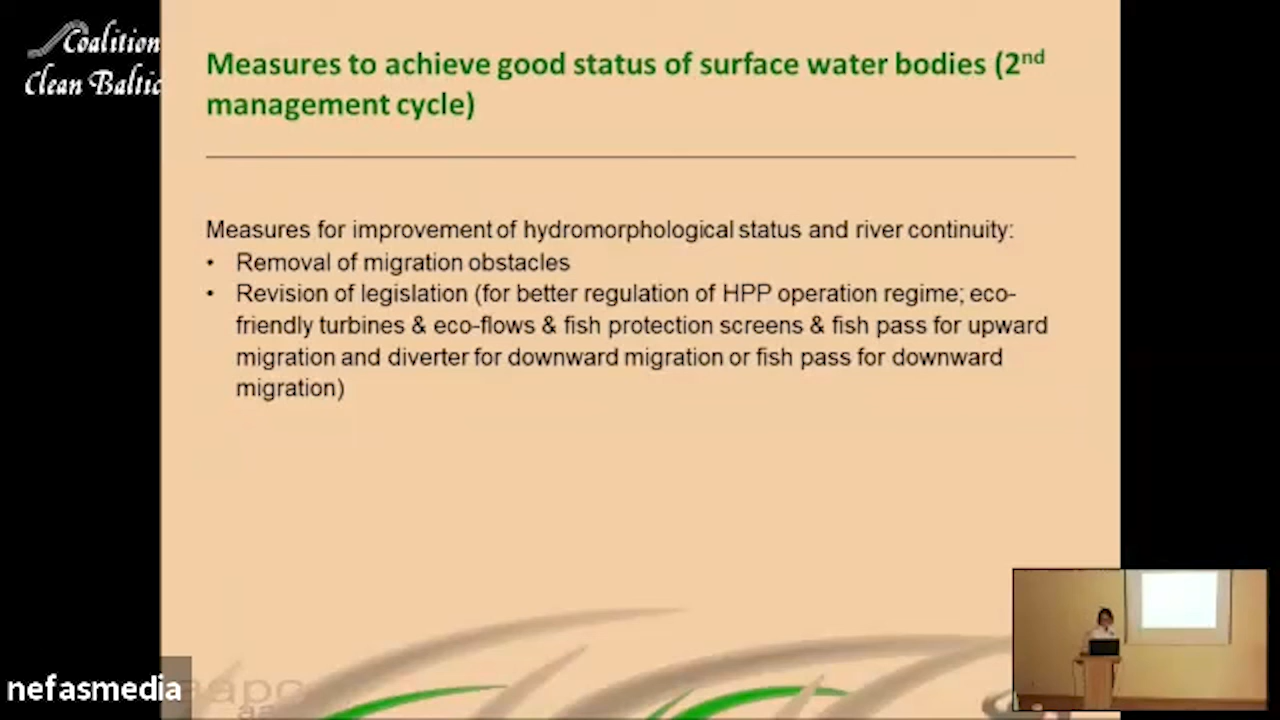 Coalition
Clean Baltic
Measures to achieve good status of surface water bodies (2nd
management cycle)
Measures for improvement of hydromorphological status and river continuity:
• Removal of migration obstacles
• Revision of legislation (for better regulation of HPP operation regime; eco-
friendly turbines & eco-flows & fish protection screens & fish pass for upward
migration and diverter for downward migration or fish pass for downward
migration)
nefasmedia